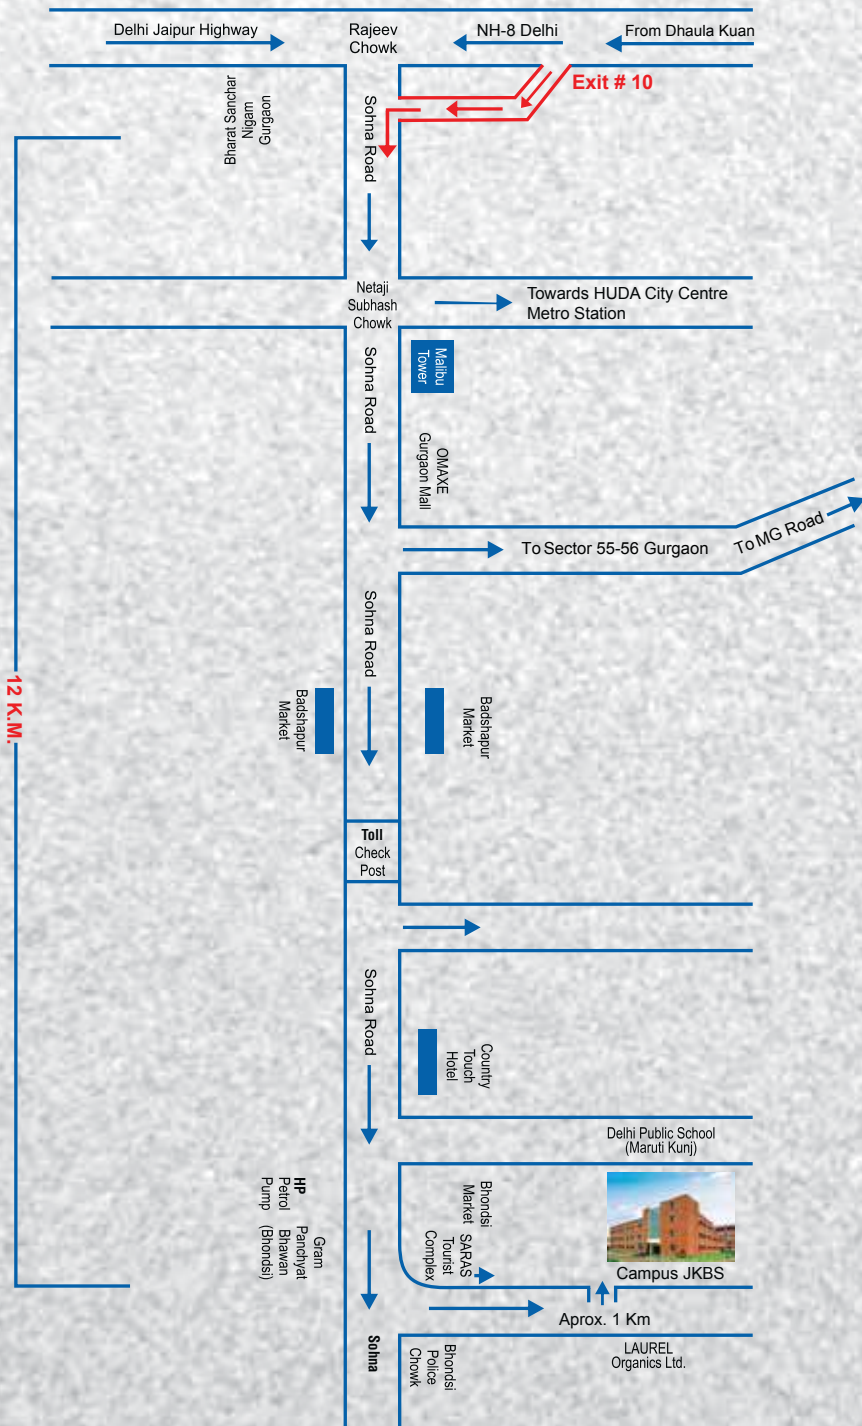 Delhi Jaipur Highway
Rajeev
Chowk
NH-8 Delhi
From Dhaula Kuan
Exit # 10
Bharat Sanchar
Nigam
Gurgaon
Sohna Road
Netaji
Subhash
Chowk
Towards HUDA City Centre
Metro Station
Sohna Road
Malibu
Tower
OMAXE
Gurgaon Mall
To Sector 55-56 Gurgaon
To MG Road
Sohna Road
12 K.M.
Badshapur
Market
Badshapur
Market
Toll
Check
Post
Sohna Road
Country
Touch
Hotel
Delhi Public School
(Maruti Kunj)
HP
Petrol
Pump
Gram
Panchyat
Bhawan
(Bhondsi)
Bhondsi
Market
SARAS
Tourist
Complex
Campus JKBS
Aprox. 1 Km
Sohna
Bhondsi
Police
Chowk
LAUREL
Organics Ltd.